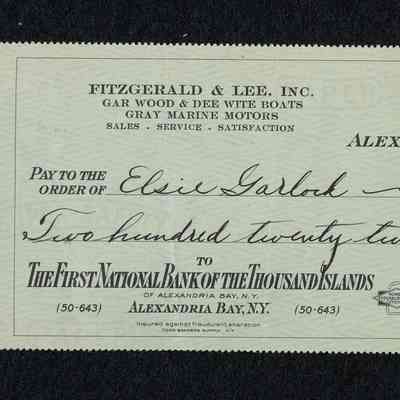 FITZGERALD & LEE, INC.
GAR WOOD & DEE WITE BOATS
GRAY MARINE MOTORS
SALES - SERVICE - SATISFACTION
ALEX
PAY TO THE
ORDER OF Elsie Garlock
Two hundred twenty tw
TO
THE FIRST NATIONAL BANK OF THE THOUSAND ISLANDS
OF ALEXANDRIA BAY, N.Y.
(50-643) ALEXANDRIA BAY, N.Y. (50-643)
Insured against fraudulent alteration